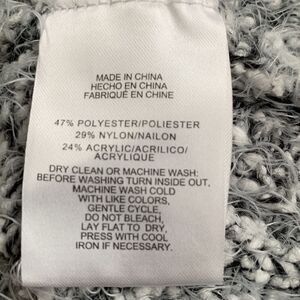 MADE IN CHINA
HECHO EN CHINA
FABRIQUÉ EN CHINE
47% POLYESTER/POLIESTER
29% NYLON/NAILON
24% ACRYLIC/ACRILICO/
ACRYLIQUE
DRY CLEAN OR MACHINE WASH:
BEFORE WASHING TURN INSIDE OUT,
MACHINE WASH COLD
WITH LIKE COLORS,
GENTLE CYCLE,
DO NOT BLEACH,
LAY FLAT TO DRY,
PRESS WITH COOL
IRON IF NECESSARY.